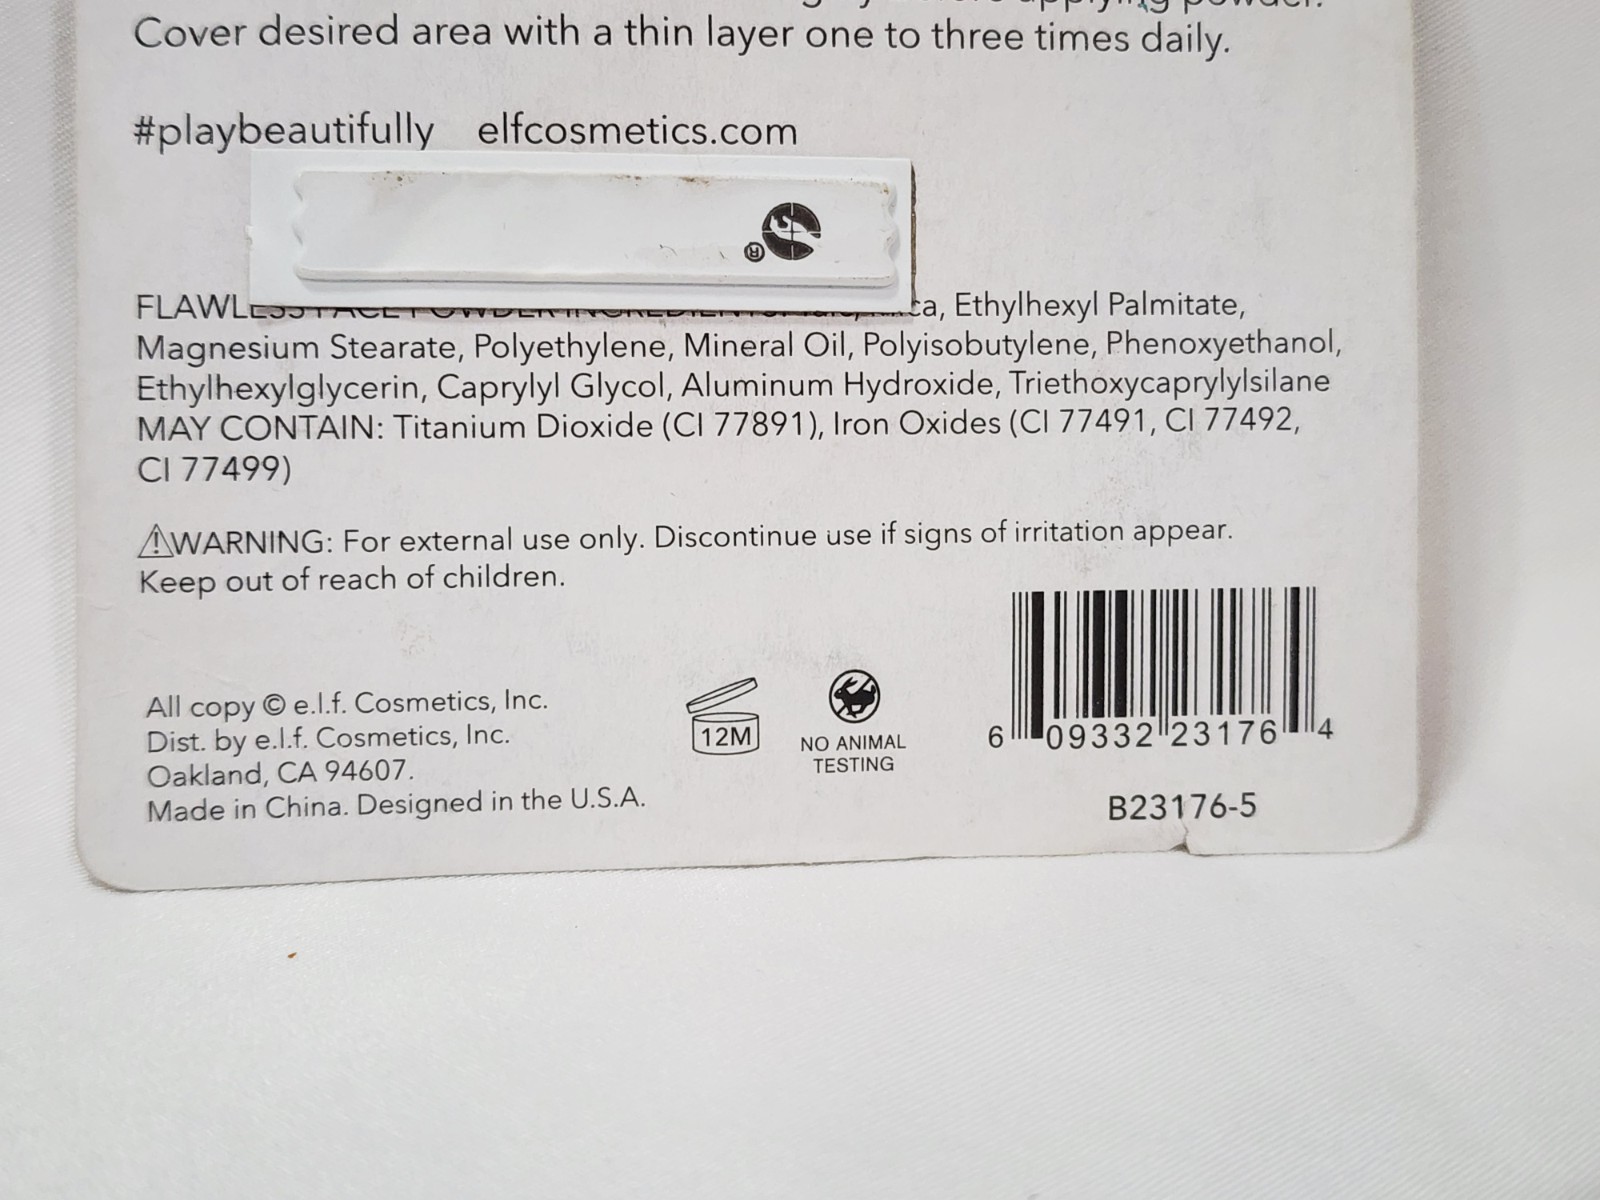 Cover desired area with a thin layer one to three times daily.
#playbeautifully elfcosmetics.com
®
FLAWLESS FACE POWDER INGREDIENTS: Ethylhexyl Palmitate,
Magnesium Stearate, Polyethylene, Mineral Oil, Polyisobutylene, Phenoxyethanol,
Ethylhexylglycerin, Caprylyl Glycol, Aluminum Hydroxide, Triethoxycaprylylsilane
MAY CONTAIN: Titanium Dioxide (CI 77891), Iron Oxides (CI 77491, CI 77492,
CI 77499)
⚠WARNING: For external use only. Discontinue use if signs of irritation appear.
Keep out of reach of children.
All copy © e.l.f. Cosmetics, Inc.
Dist. by e.l.f. Cosmetics, Inc.
Oakland, CA 94607.
Made in China. Designed in the U.S.A.
12M
NO ANIMAL
TESTING
6 09332 23176 4
B23176-5